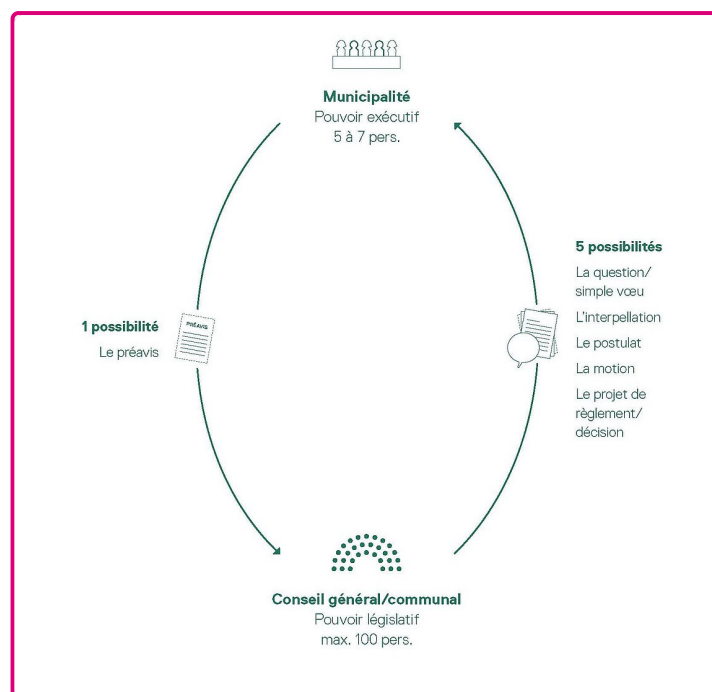 Municipalité
Pouvoir exécutif
5 à 7 pers.
1 possibilité
Le préavis
PRÉAVIS
5 possibilités
La question/
simple vœu
L'interpellation
Le postulat
La motion
Le projet de
règlement/
décision
Conseil général/communal
Pouvoir législatif
max. 100 pers.